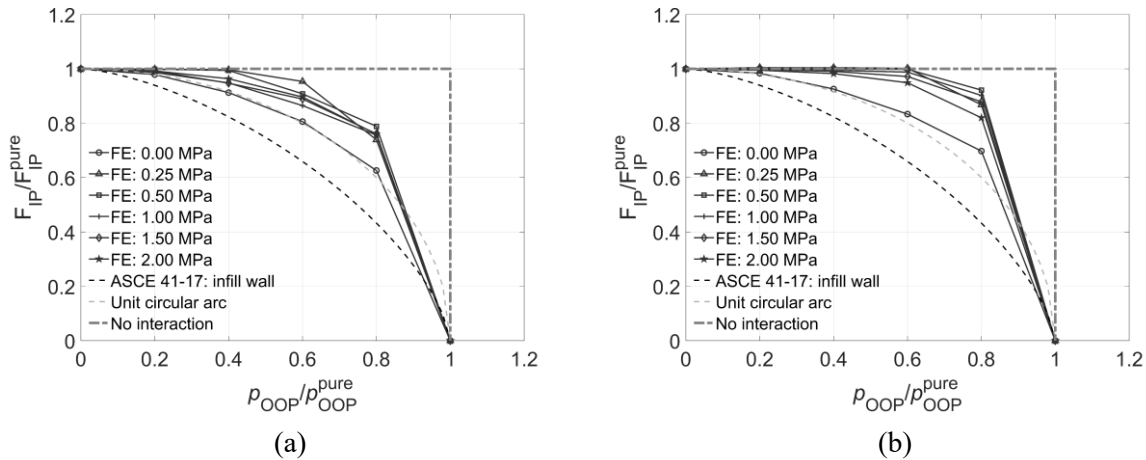 1.2
1
0.8
0.6
0.4
0.2
0
F_IP/F_IP^pure
FE: 0.00 MPa
FE: 0.25 MPa
FE: 0.50 MPa
FE: 1.00 MPa
FE: 1.50 MPa
FE: 2.00 MPa
ASCE 41-17: infill wall
Unit circular arc
No interaction
0 0.2 0.4 0.6 0.8 1 1.2
p_OOP/p_OOP^pure
(a)
1.2
1
0.8
0.6
0.4
0.2
0
F_IP/F_IP^pure
FE: 0.00 MPa
FE: 0.25 MPa
FE: 0.50 MPa
FE: 1.00 MPa
FE: 1.50 MPa
FE: 2.00 MPa
ASCE 41-17: infill wall
Unit circular arc
No interaction
0 0.2 0.4 0.6 0.8 1 1.2
p_OOP/p_OOP^pure
(b)